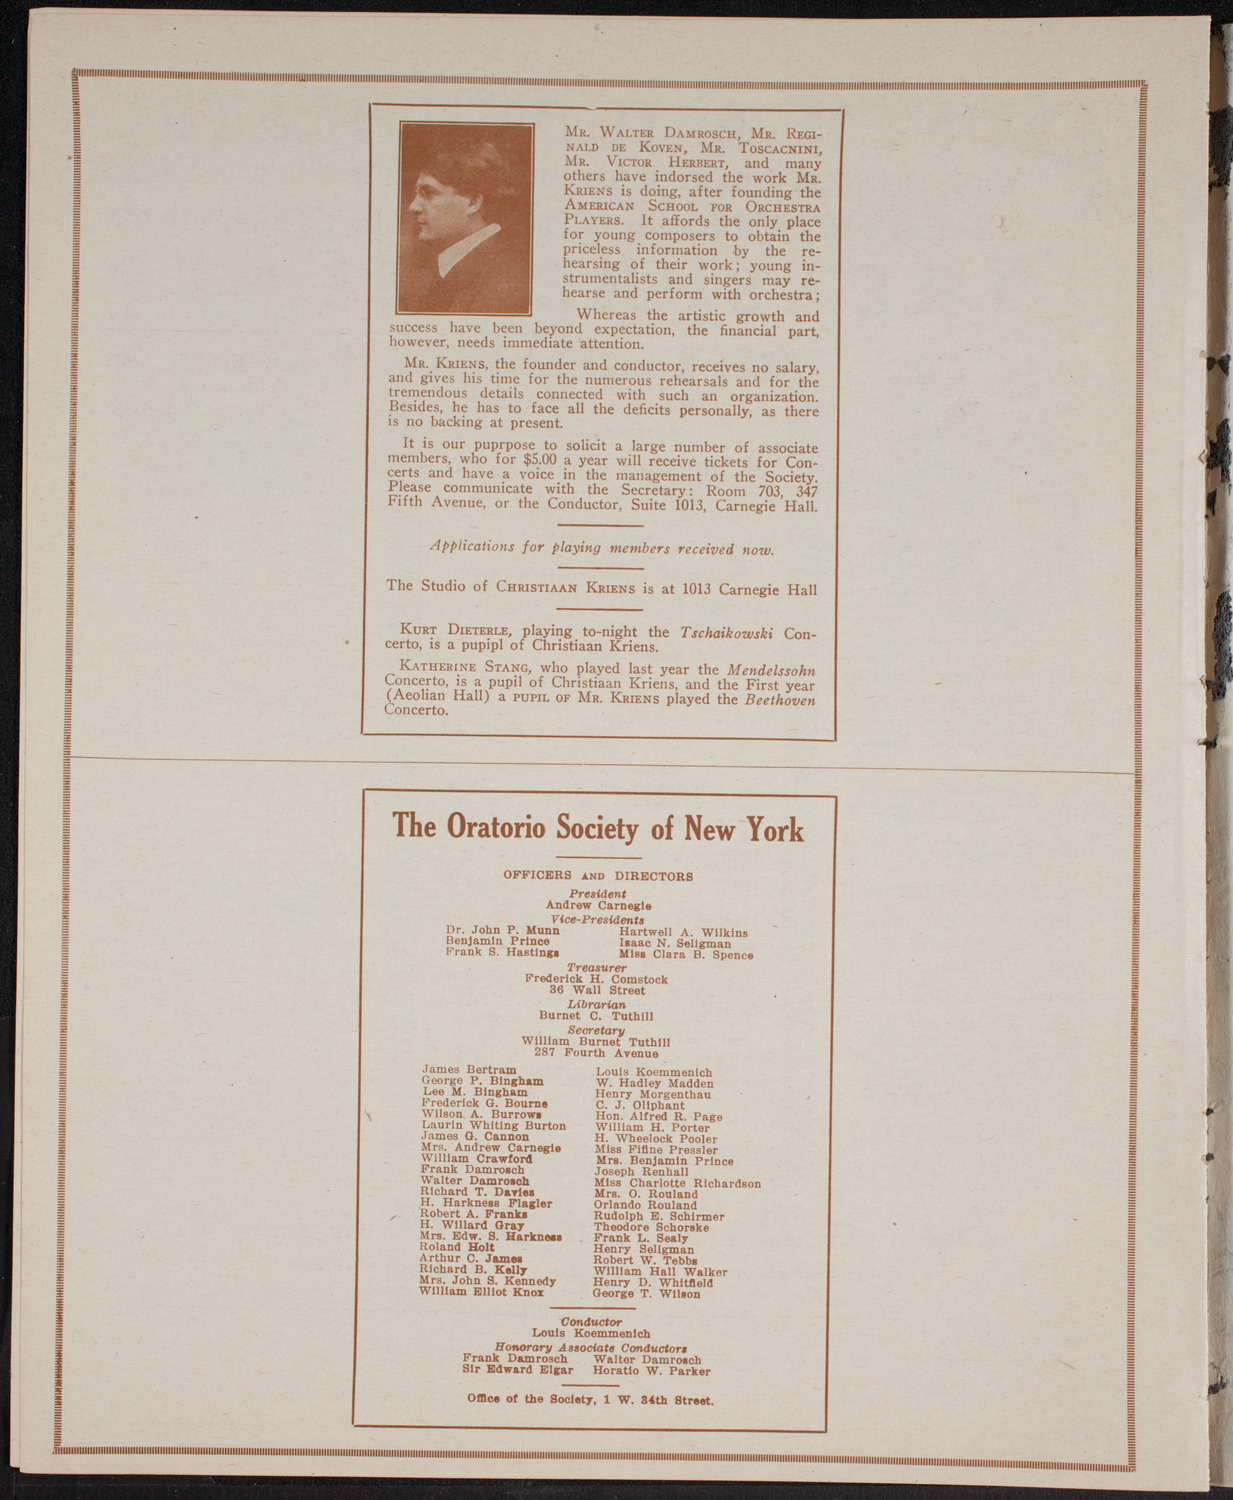 Mr. Walter Damrosch, Mr. Regi-
nald de Koven, Mr. Toscacnini,
Mr. Victor Herbert, and many
others have indorsed the work Mr.
Kriens is doing, after founding the
American School for Orchestra
Players. It affords the only place
for young composers to obtain the
priceless information by the re-
hearsing of their work; young in-
strumentalists and singers may re-
hearse and perform with orchestra;
Whereas the artistic growth and
success have been beyond expectation, the financial part,
however, needs immediate attention.
Mr. Kriens, the founder and conductor, receives no salary,
and gives his time for the numerous rehearsals and for the
tremendous details connected with such an organization.
Besides, he has to face all the deficits personally, as there
is no backing at present.
It is our puprpose to solicit a large number of associate
members, who for $5.00 a year will receive tickets for Con-
certs and have a voice in the management of the Society.
Please communicate with the Secretary: Room 703, 347
Fifth Avenue, or the Conductor, Suite 1013, Carnegie Hall.
Applications for playing members received now.
The Studio of Christiaan Kriens is at 1013 Carnegie Hall
Kurt Dieterle, playing to-night the Tschaikowski Con-
certo, is a pupipl of Christiaan Kriens.
Katherine Stang, who played last year the Mendelssohn
Concerto, is a pupil of Christiaan Kriens, and the First year
(Aeolian Hall) a pupil of Mr. Kriens played the Beethoven
Concerto.
The Oratorio Society of New York
OFFICERS AND DIRECTORS
President
Andrew Carnegie
Vice-Presidents
Dr. John P. Munn
Benjamin Prince
Frank S. Hastings
Hartwell A. Wilkins
Isaac N. Seligman
Miss Clara B. Spence
Treasurer
Frederick H. Comstock
36 Wall Street
Librarian
Burnet C. Tuthill
Secretary
William Burnet Tuthill
287 Fourth Avenue
James Bertram
George P. Bingham
Lee M. Bingham
Frederick G. Bourne
Wilson A. Burrows
Laurin Whiting Burton
James G. Cannon
Mrs. Andrew Carnegie
William Crawford
Frank Damrosch
Walter Damrosch
Richard T. Davies
H. Harkness Flagler
Robert A. Franks
H. Willard Gray
Mrs. Edw. S. Harkness
Roland Holt
Arthur C. James
Richard B. Kelly
Mrs. John S. Kennedy
William Elliot Knox
Louis Koemmenich
W. Hadley Madden
Henry Morgenthau
C. J. Oliphant
Hon. Alfred R. Page
William H. Porter
H. Wheelock Pooler
Miss Fifine Pressler
Mrs. Benjamin Prince
Joseph Renhall
Miss Charlotte Richardson
Mrs. O. Rouland
Orlando Rouland
Rudolph E. Schirmer
Theodore Schorske
Frank L. Sealy
Henry Seligman
Robert W. Tebbs
William Hall Walker
Henry D. Whitfield
George T. Wilson
Conductor
Louis Koemmenich
Honorary Associate Conductors
Frank Damrosch Walter Damrosch
Sir Edward Elgar Horatio W. Parker
Office of the Society, 1 W. 34th Street.